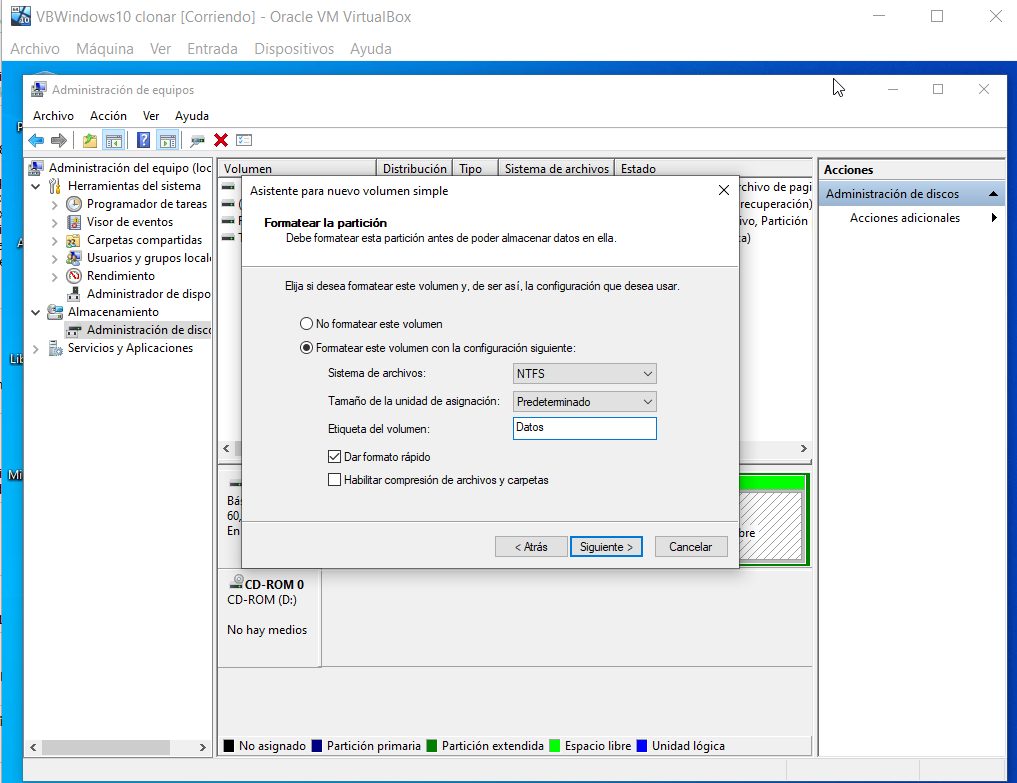 VBWindows10 clonar [Corriendo] - Oracle VM VirtualBox
Archivo Máquina Ver Entrada Dispositivos Ayuda
Administración de equipos
Archivo Acción Ver Ayuda
Administración del equipo (loc
Herramientas del sistema
Programador de tareas
Visor de eventos
Carpetas compartidas
Usuarios y grupos local
Rendimiento
Administrador de dispo
Almacenamiento
Administración de disc
Servicios y Aplicaciones
Volumen Distribución Tipo Sistema de archivos Estado
rchivo de pagi
recuperación)
ivo, Partición
Asistente para nuevo volumen simple
Formatear la partición
Debe formatear esta partición antes de poder almacenar datos en ella.
Elija si desea formatear este volumen y, de ser así, la configuración que desea usar.
No formatear este volumen
Formatear este volumen con la configuración siguiente:
Sistema de archivos: NTFS
Tamaño de la unidad de asignación: Predeterminado
Etiqueta del volumen: Datos
Dar formato rápido
Habilitar compresión de archivos y carpetas
< Atrás Siguiente > Cancelar
Bás
60,
En
bre
CD-ROM 0
CD-ROM (D:)
No hay medios
No asignado Partición primaria Partición extendida Espacio libre Unidad lógica
Acciones
Administración de discos
Acciones adicionales